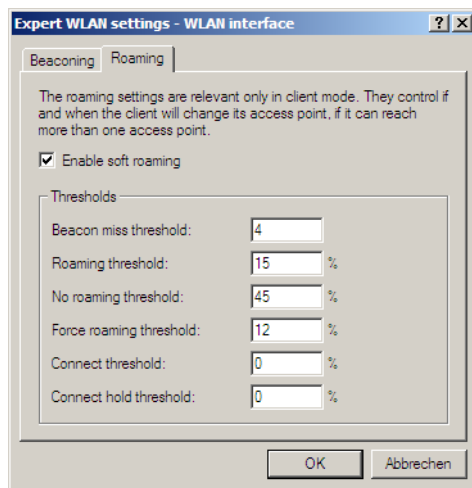 Expert WLAN settings - WLAN interface
Beaconing Roaming
The roaming settings are relevant only in client mode. They control if
and when the client will change its access point, if it can reach
more than one access point.
Enable soft roaming
Thresholds
Beacon miss threshold: 4
Roaming threshold: 15 %
No roaming threshold: 45 %
Force roaming threshold: 12 %
Connect threshold: 0 %
Connect hold threshold: 0 %
OK Abbrechen